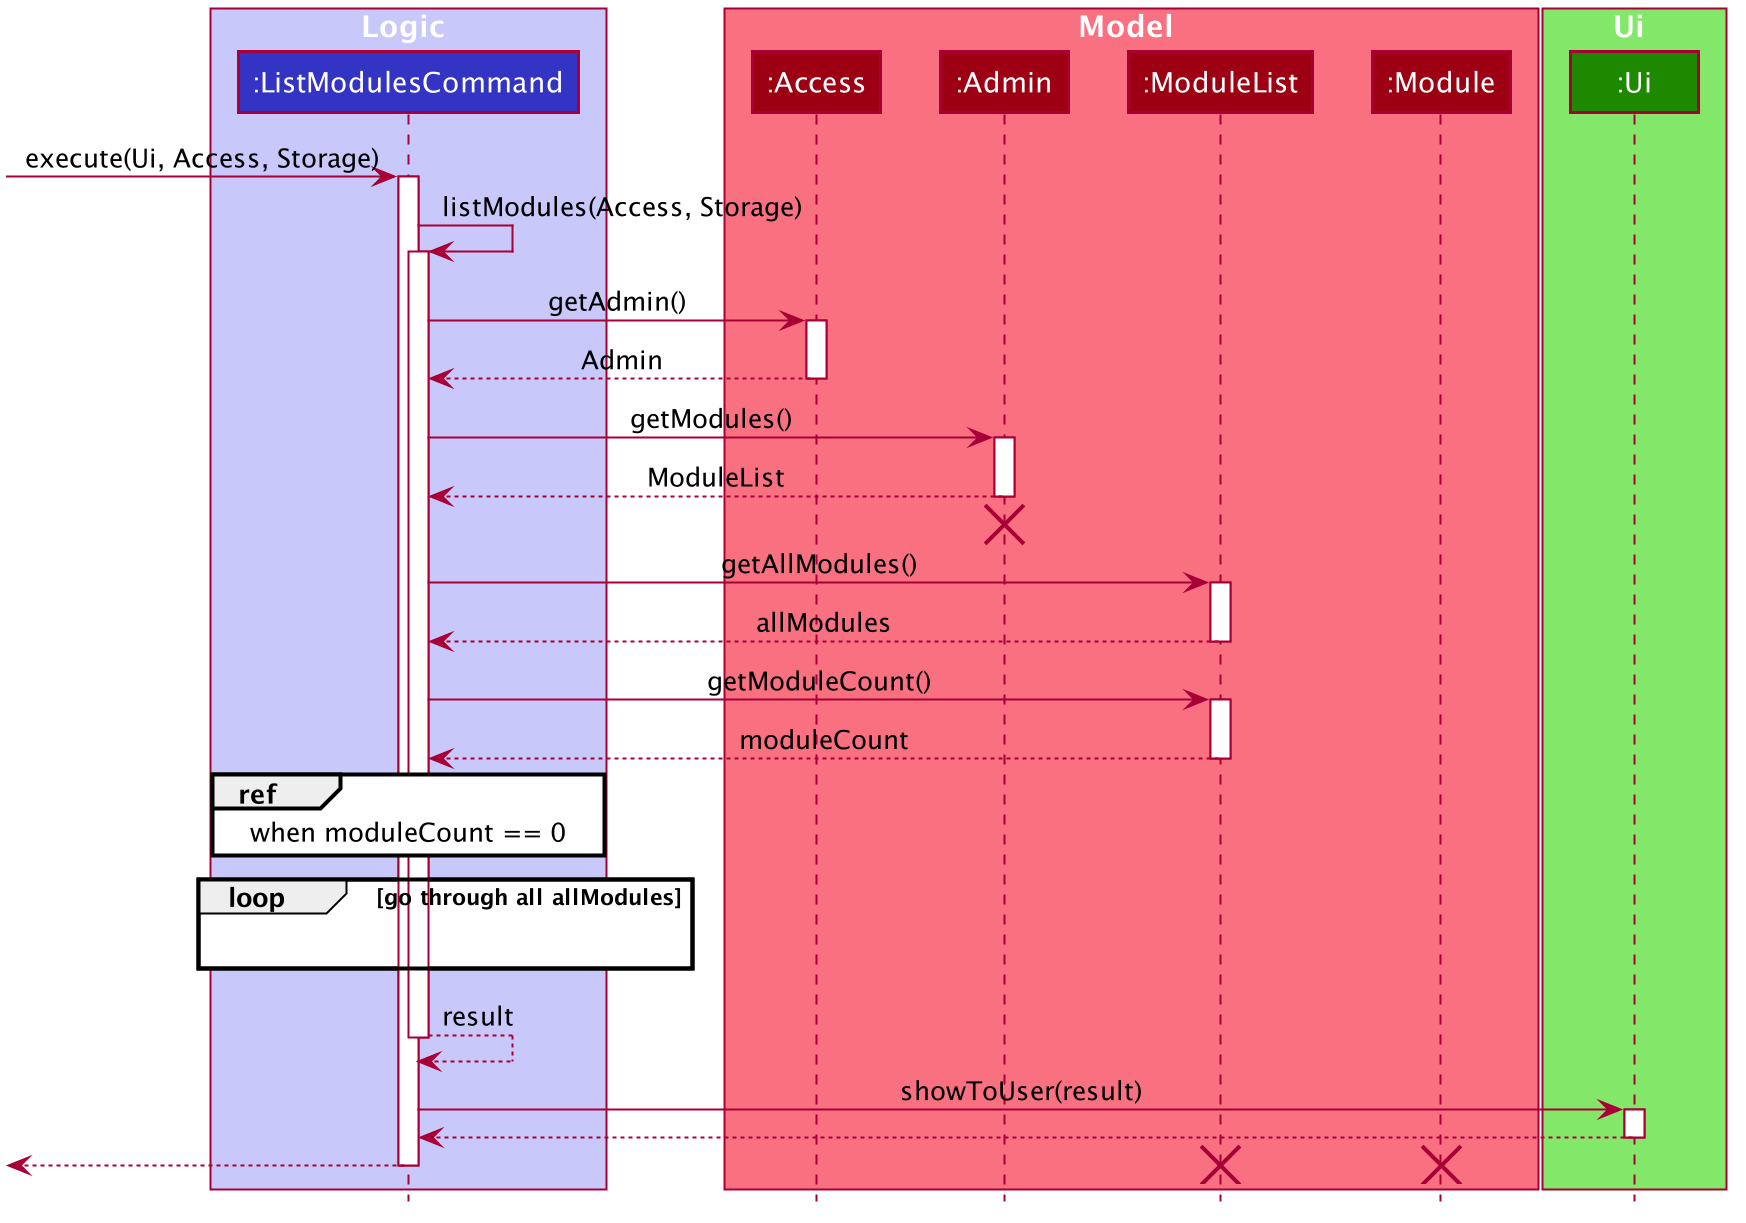 Logic
Model
Ui
:ListModulesCommand
:Access
:Admin
:ModuleList
:Module
:Ui
execute(Ui, Access, Storage)
listModules(Access, Storage)
getAdmin()
Admin
getModules()
ModuleList
getAllModules()
allModules
getModuleCount()
moduleCount
ref
when moduleCount == 0
loop
[go through all allModules]
result
showToUser(result)